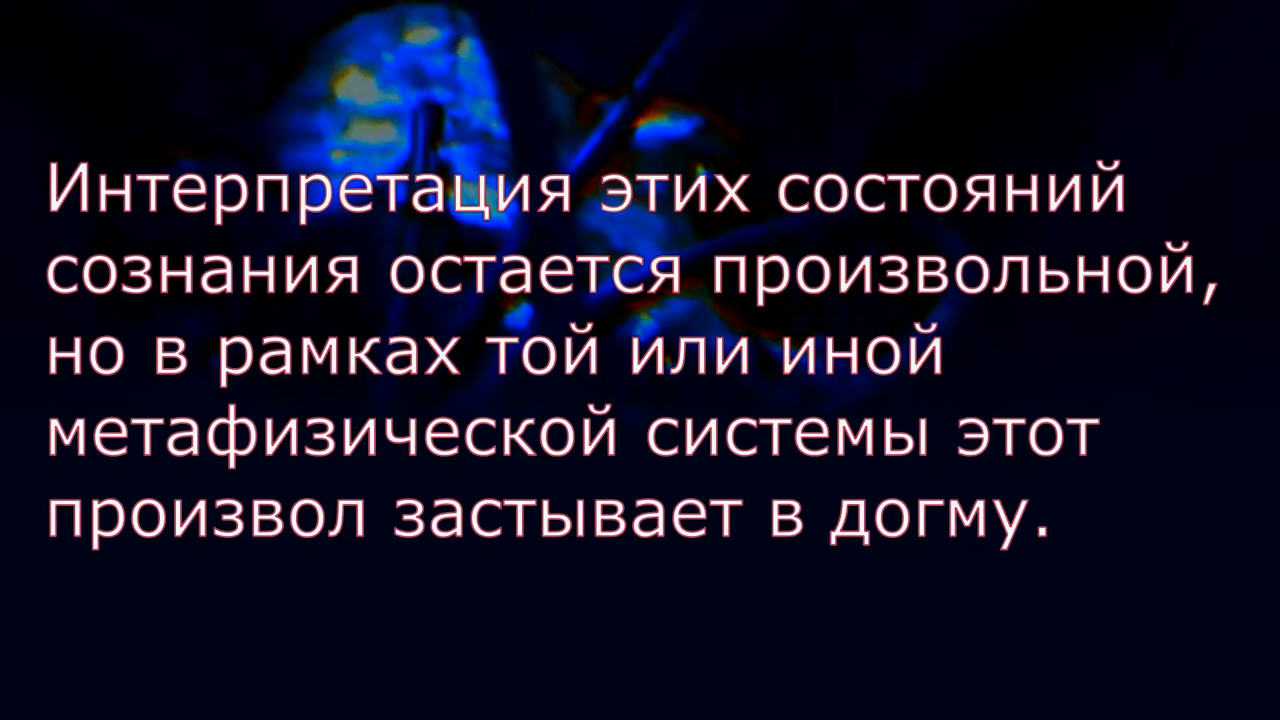 Интерпретация этих состояний
сознания остается произвольной,
но в рамках той или иной
метафизической системы этот
произвол застывает в догму.